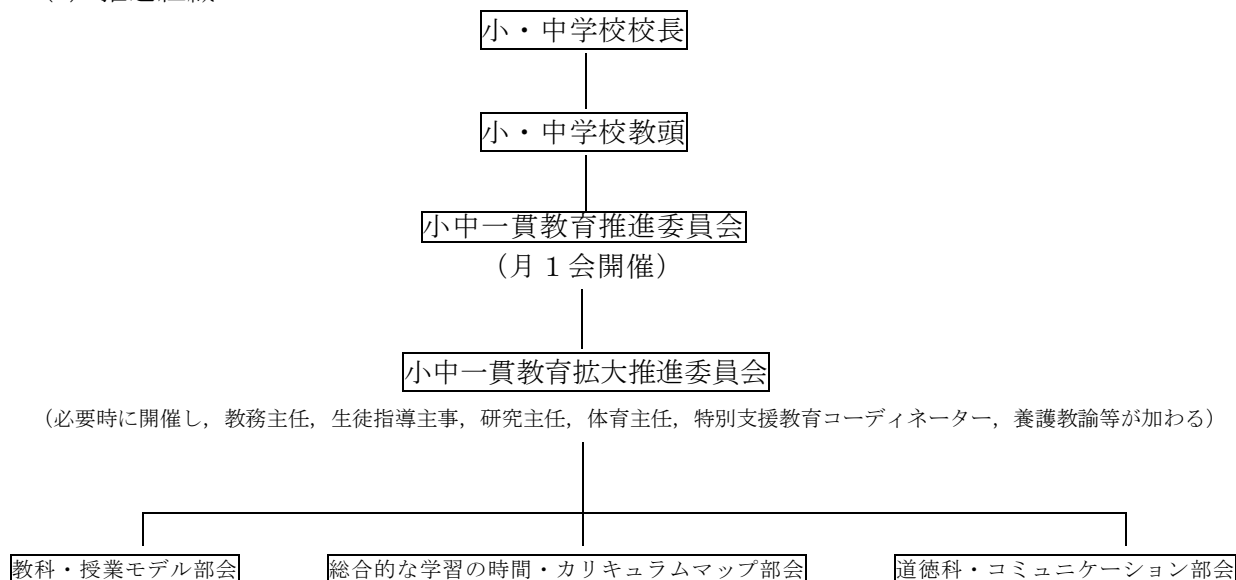 小・中学校校長
小・中学校教頭
小中一貫教育推進委員会
（月１会開催）
小中一貫教育拡大推進委員会
（必要時に開催し，教務主任，生徒指導主事，研究主任，体育主任，特別支援教育コーディネーター，養護教諭等が加わる）
教科・授業モデル部会　総合的な学習の時間・カリキュラムマップ部会　道徳科・コミュニケーション部会